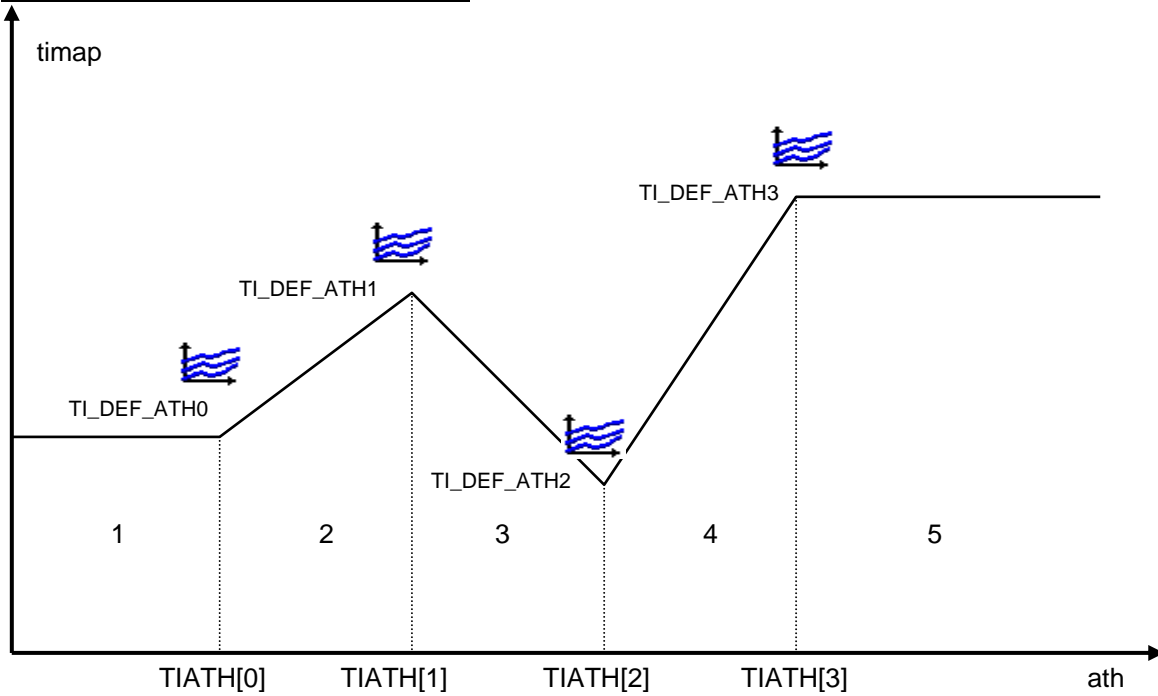 timap
TI_DEF_ATH3
TI_DEF_ATH1
TI_DEF_ATH0
TI_DEF_ATH2
1 2 3 4 5
TIATH[0] TIATH[1] TIATH[2] TIATH[3] ath